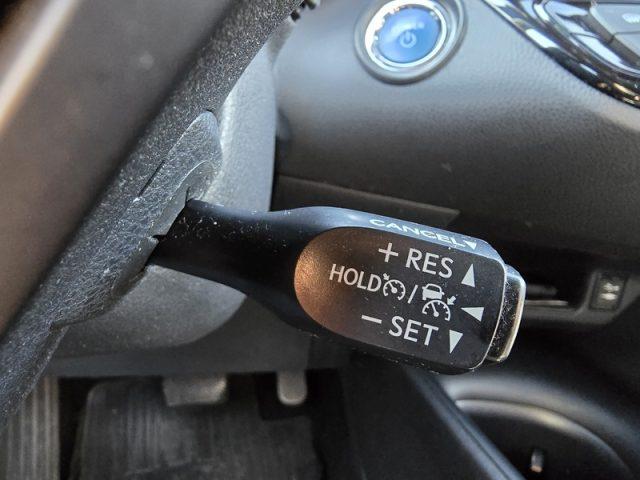 CANCEL▼
+ RES ▲
HOLD / ◀
− SET ▼